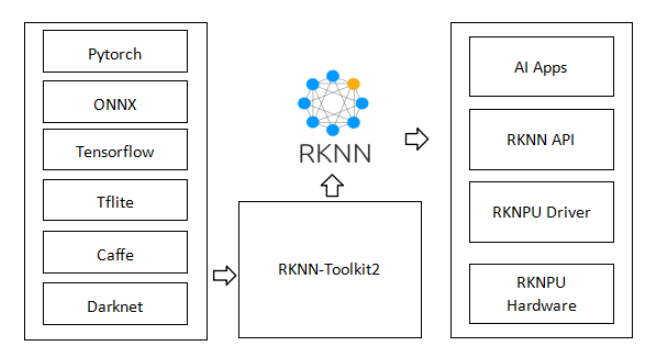 Pytorch
ONNX
Tensorflow
Tflite
Caffe
Darknet
RKNN
RKNN-Toolkit2
AI Apps
RKNN API
RKNPU Driver
RKNPU
Hardware